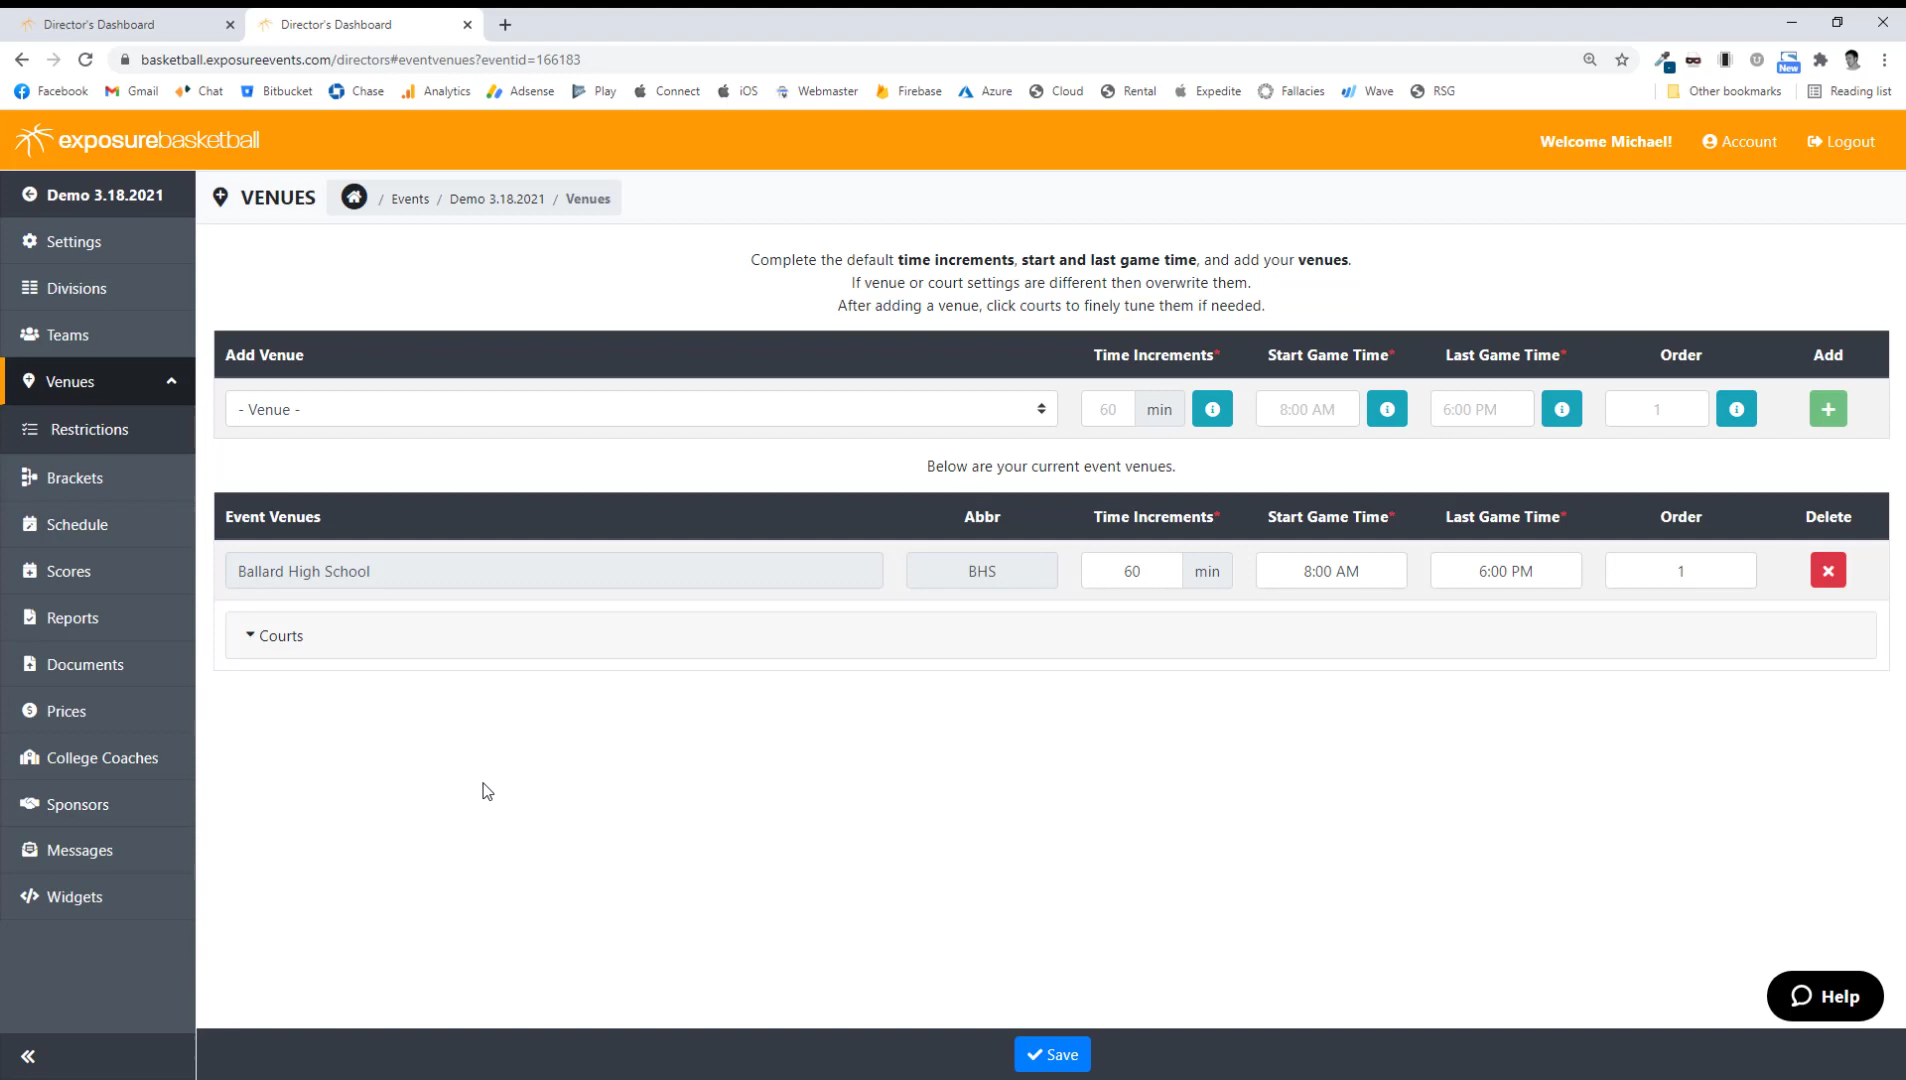 Director's Dashboard
Director's Dashboard
basketball.exposureevents.com/directors#eventvenues?eventid=166183
New
Facebook Gmail Chat Bitbucket Chase Analytics Adsense Play Connect iOS Webmaster Firebase Azure Cloud Rental Expedite Fallacies Wave RSG Other bookmarks Reading list
exposurebasketball
Welcome Michael! Account Logout
Demo 3.18.2021
Settings
Divisions
Teams
Venues
Restrictions
Brackets
Schedule
Scores
Reports
Documents
Prices
College Coaches
Sponsors
Messages
Widgets
VENUES / Events / Demo 3.18.2021 / Venues
Complete the default time increments, start and last game time, and add your venues.
If venue or court settings are different then overwrite them.
After adding a venue, click courts to finely tune them if needed.
Add Venue Time Increments* Start Game Time* Last Game Time* Order Add
- Venue - 60 min 8:00 AM 6:00 PM 1
Below are your current event venues.
Event Venues Abbr Time Increments* Start Game Time* Last Game Time* Order Delete
Ballard High School BHS 60 min 8:00 AM 6:00 PM 1
Courts
Help
Save